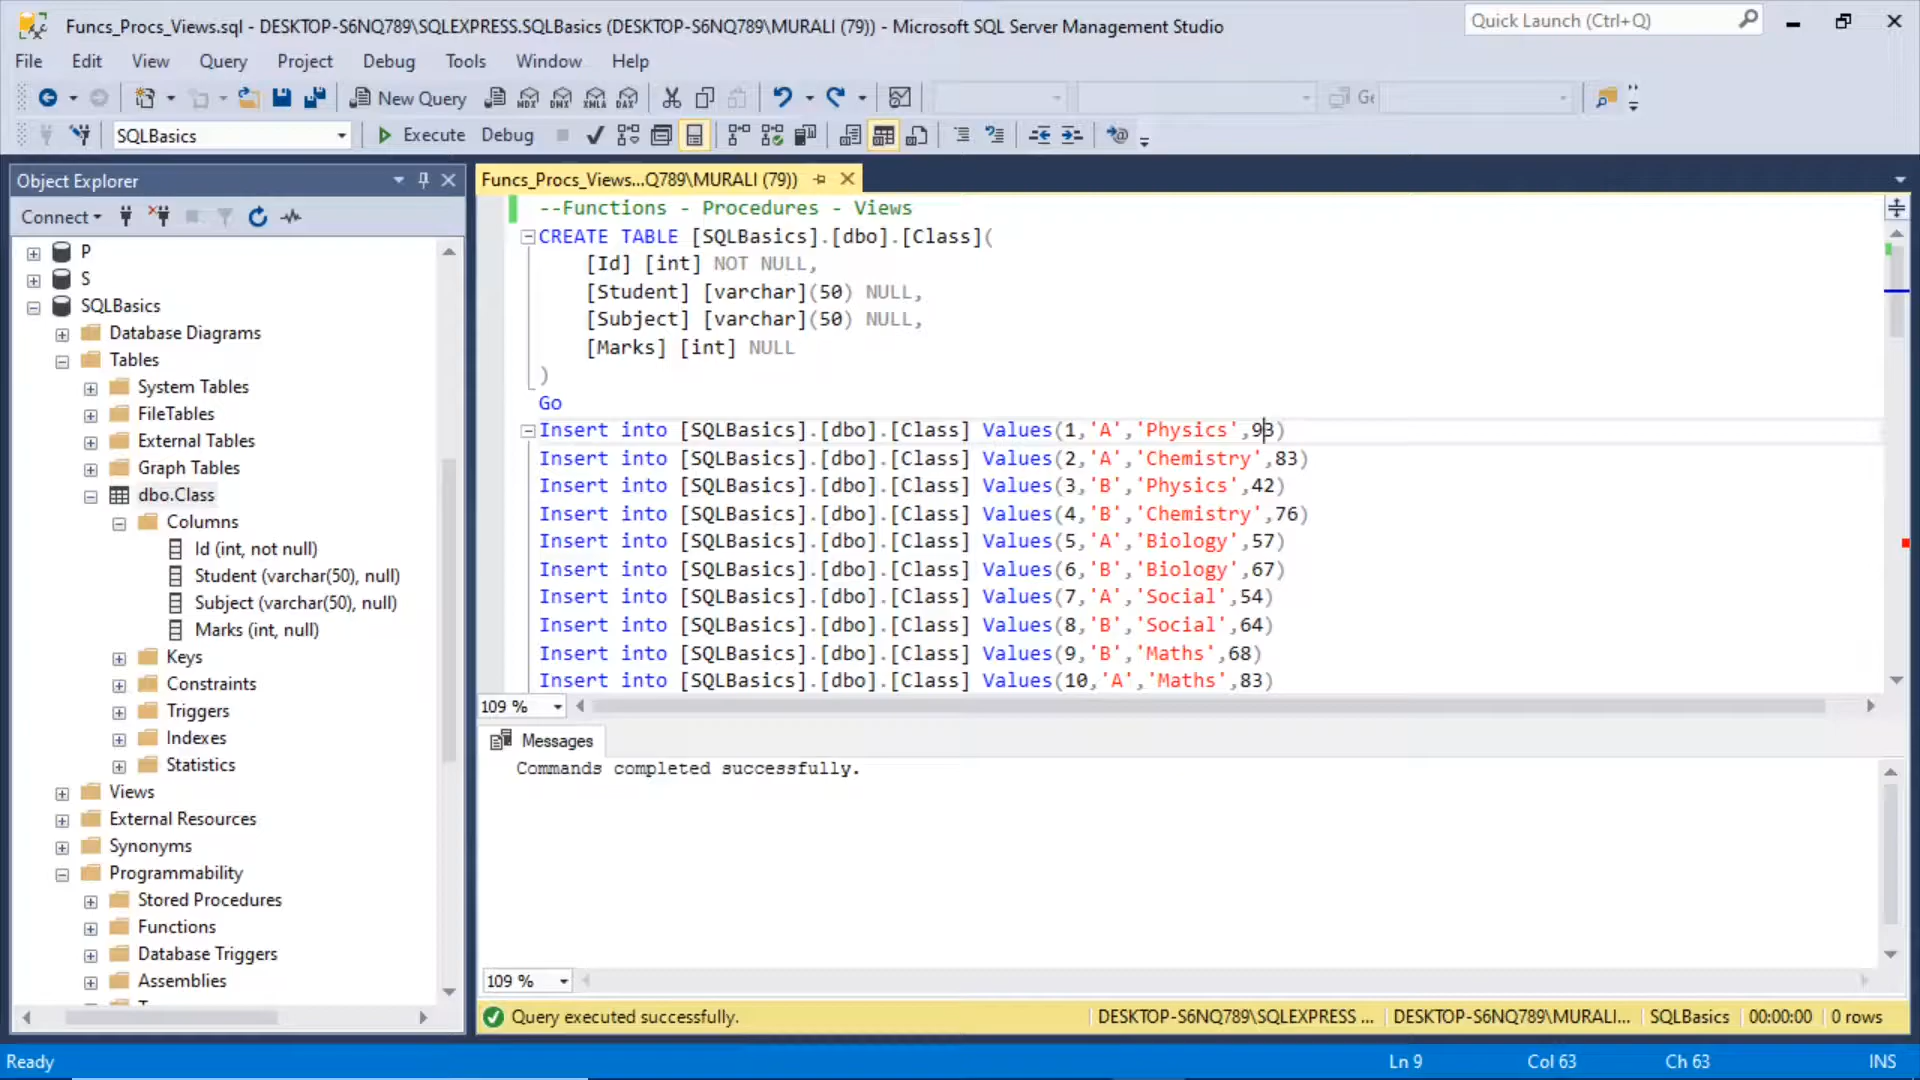 Funcs_Procs_Views.sql - DESKTOP-S6NQ789\SQLEXPRESS.SQLBasics (DESKTOP-S6NQ789\MURALI (79)) - Microsoft SQL Server Management Studio
Quick Launch (Ctrl+Q)
File Edit View Query Project Debug Tools Window Help
New Query MDX DMX XMLA DAX
SQLBasics Execute Debug
Object Explorer
Connect
P
S
SQLBasics
Database Diagrams
Tables
System Tables
FileTables
External Tables
Graph Tables
dbo.Class
Columns
Id (int, not null)
Student (varchar(50), null)
Subject (varchar(50), null)
Marks (int, null)
Keys
Constraints
Triggers
Indexes
Statistics
Views
External Resources
Synonyms
Programmability
Stored Procedures
Functions
Database Triggers
Assemblies
Funcs_Procs_Views...Q789\MURALI (79))
--Functions - Procedures - Views
CREATE TABLE [SQLBasics].[dbo].[Class](
[Id] [int] NOT NULL,
[Student] [varchar](50) NULL,
[Subject] [varchar](50) NULL,
[Marks] [int] NULL
)
Go
Insert into [SQLBasics].[dbo].[Class] Values(1,'A','Physics',93)
Insert into [SQLBasics].[dbo].[Class] Values(2,'A','Chemistry',83)
Insert into [SQLBasics].[dbo].[Class] Values(3,'B','Physics',42)
Insert into [SQLBasics].[dbo].[Class] Values(4,'B','Chemistry',76)
Insert into [SQLBasics].[dbo].[Class] Values(5,'A','Biology',57)
Insert into [SQLBasics].[dbo].[Class] Values(6,'B','Biology',67)
Insert into [SQLBasics].[dbo].[Class] Values(7,'A','Social',54)
Insert into [SQLBasics].[dbo].[Class] Values(8,'B','Social',64)
Insert into [SQLBasics].[dbo].[Class] Values(9,'B','Maths',68)
Insert into [SQLBasics].[dbo].[Class] Values(10,'A','Maths',83)
109 %
Messages
Commands completed successfully.
109 %
Query executed successfully. DESKTOP-S6NQ789\SQLEXPRESS ... DESKTOP-S6NQ789\MURALI... SQLBasics 00:00:00 0 rows
Ready Ln 9 Col 63 Ch 63 INS